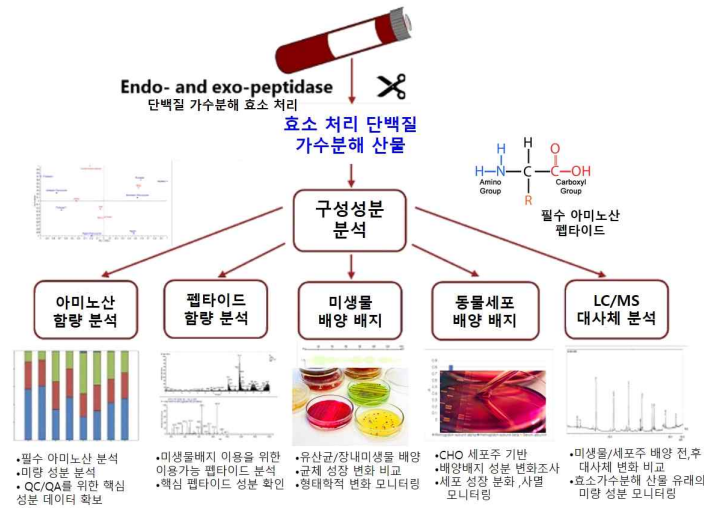 Endo- and exo-peptidase
단백질 가수분해 효소 처리
효소 처리 단백질
가수분해 산물
H H O
H—N—C—C—OH
Amino
Group
Carboxyl
Group
R
필수 아미노산
펩타이드
구성성분
분석
아미노산
함량 분석
펩타이드
함량 분석
미생물
배양 배지
동물세포
배양 배지
LC/MS
대사체 분석
•필수 아미노산 분석
•미량 성분 분석
• QC/QA를 위한 핵심
성분 데이터 확보
•미생물배지 이용을 위한
이용가능 펩타이드 분석
•핵심 펩타이드 성분 확인
•유산균/장내미생물 배양
•균체 성장 변화 비교
•형태학적 변화 모니터링
•CHO 세포주 기반
•배양배지 성분 변화조사
•세포 성장 분화 ,사멸
모니터링
•미생물/세포주 배양 전,후
대사체 변화 비교
•효소가수분해 산물 유래의
미량 성분 모니터링